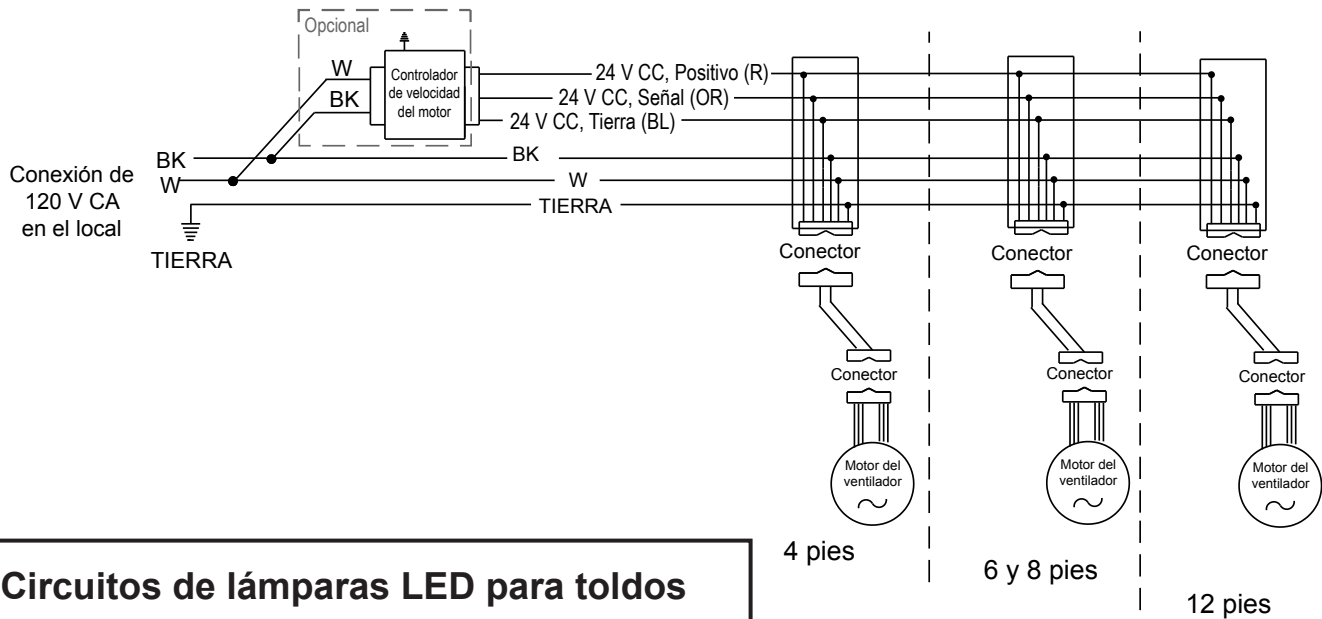 Opcional
W
BK
Controlador
de velocidad
del motor
24 V CC, Positivo (R)
24 V CC, Señal (OR)
24 V CC, Tierra (BL)
Conexión de
120 V CA
en el local
BK
W
BK
W
TIERRA
TIERRA
Conector
Conector
Conector
Conector
Conector
Conector
Motor del
ventilador
Motor del
ventilador
Motor del
ventilador
4 pies
6 y 8 pies
12 pies
Circuitos de lámparas LED para toldos